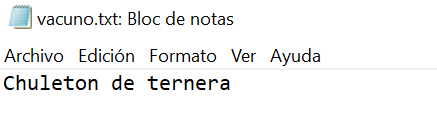 vacuno.txt: Bloc de notas
Archivo Edición Formato Ver Ayuda
Chuleton de ternera